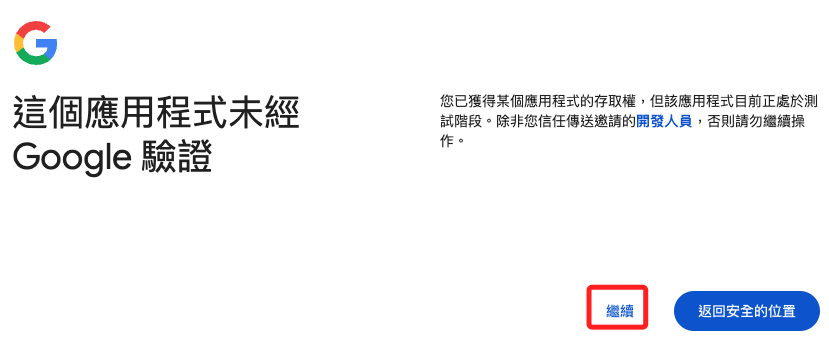 這個應用程式未經
Google 驗證
您已獲得某個應用程式的存取權，但該應用程式目前正處於測
試階段。除非您信任傳送邀請的開發人員，否則請勿繼續操
作。
繼續
返回安全的位置